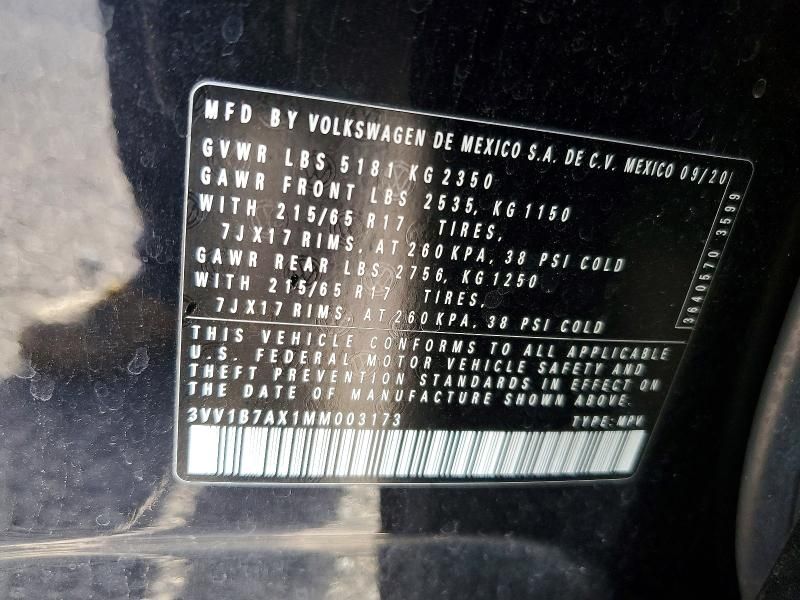 MFD BY VOLKSWAGEN DE MEXICO S.A. DE C.V. MEXICO 09/20
GVWR LBS 5181 KG 2350
GAWR FRONT LBS 2535, KG 1150
WITH 215/65 R17 TIRES,
7JX17 RIMS, AT 260 KPA, 38 PSI COLD
GAWR REAR LBS 2756, KG 1250
WITH 215/65 R17 TIRES,
7JX17 RIMS, AT 260 KPA, 38 PSI COLD
3640570 3599
THIS VEHICLE CONFORMS TO ALL APPLICABLE
U.S. FEDERAL MOTOR VEHICLE SAFETY AND
THEFT PREVENTION STANDARDS IN EFFECT ON
THE DATE OF MANUFACTURE SHOWN ABOVE.
3VV1B7AX1MM003173 TYPE: MPV